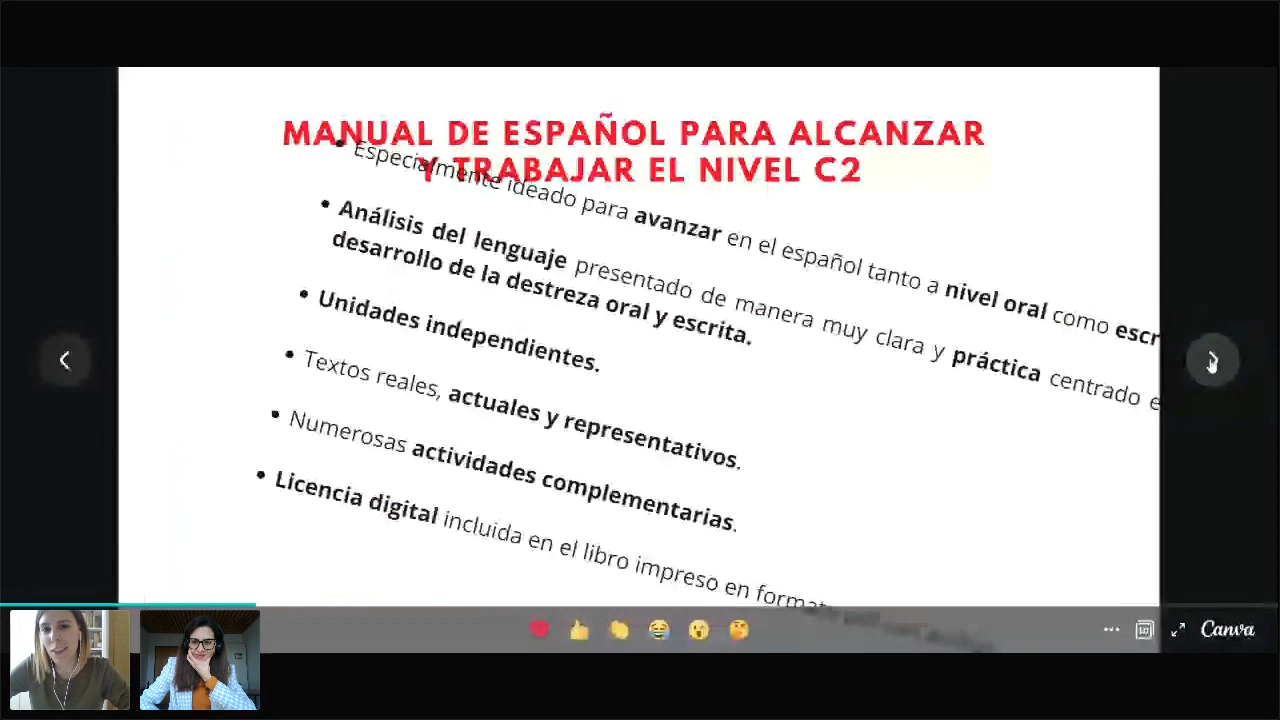 MANUAL DE ESPAÑOL PARA ALCANZAR
Y TRABAJAR EL NIVEL C2
Especialmente ideado para avanzar en el español tanto a nivel oral como escr
Análisis del lenguaje presentado de manera muy clara y práctica centrado e
desarrollo de la destreza oral y escrita.
Unidades independientes.
Textos reales, actuales y representativos.
Numerosas actividades complementarias.
Licencia digital incluida en el libro impreso en format
Canva